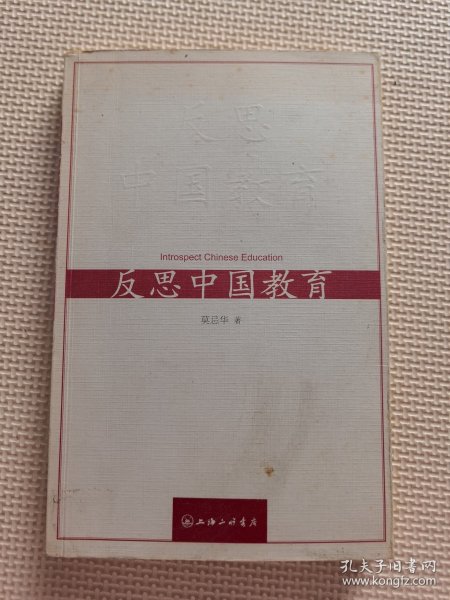 反思
中国教育
Introspect Chinese Education
反思中国教育
莫忌华 著
上海三联书店
孔夫子旧书网
www.kongfz.com